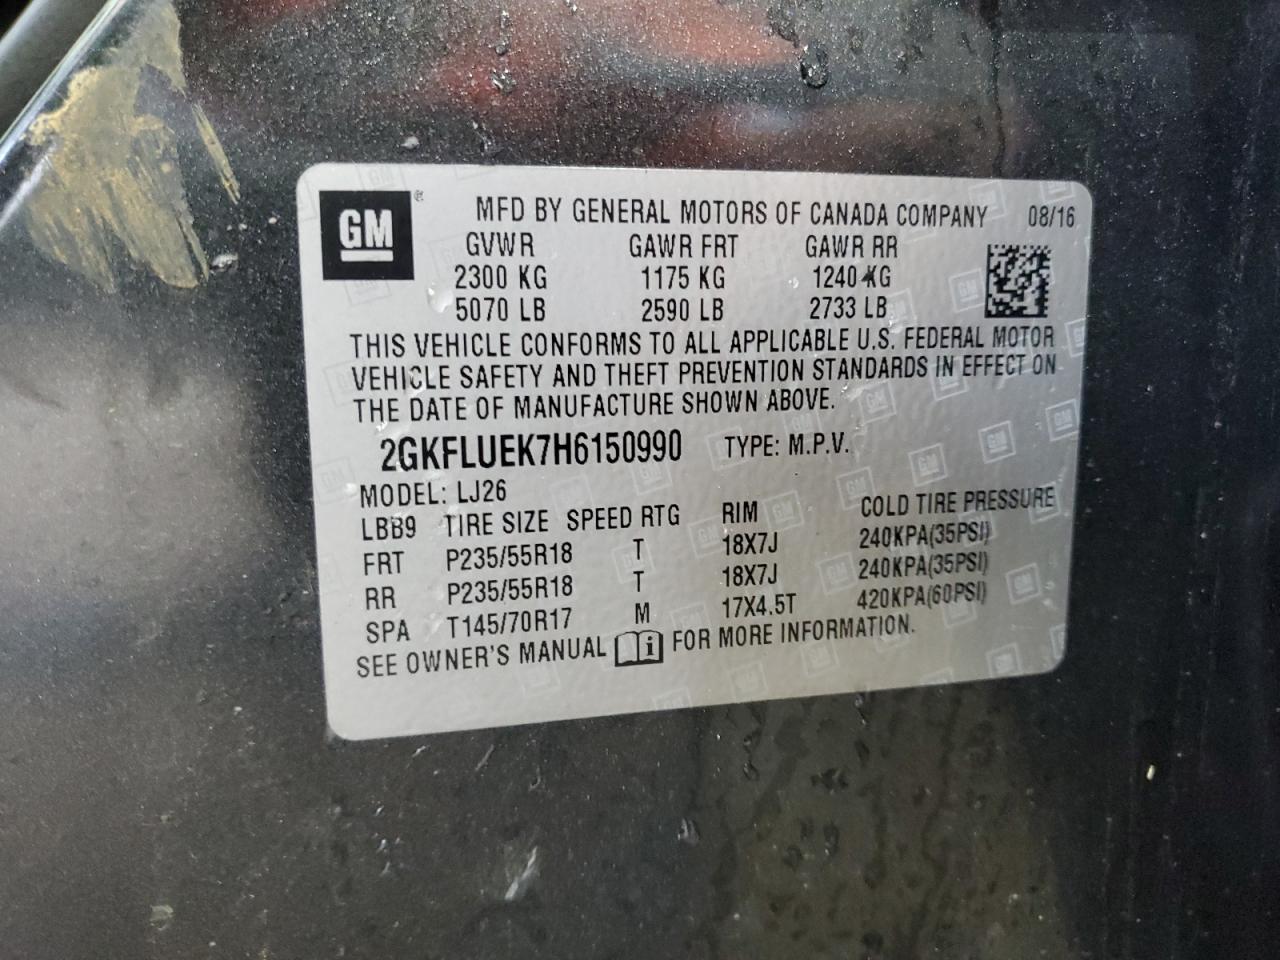 GM ®
MFD BY GENERAL MOTORS OF CANADA COMPANY 08/16
GVWR GAWR FRT GAWR RR
2300 KG 1175 KG 1240 KG
5070 LB 2590 LB 2733 LB
THIS VEHICLE CONFORMS TO ALL APPLICABLE U.S. FEDERAL MOTOR
VEHICLE SAFETY AND THEFT PREVENTION STANDARDS IN EFFECT ON
THE DATE OF MANUFACTURE SHOWN ABOVE.
2GKFLUEK7H6150990 TYPE: M.P.V.
MODEL: LJ26
LBB9 TIRE SIZE SPEED RTG RIM COLD TIRE PRESSURE
FRT P235/55R18 T 18X7J 240KPA(35PSI)
RR P235/55R18 T 18X7J 240KPA(35PSI)
SPA T145/70R17 M 17X4.5T 420KPA(60PSI)
SEE OWNER'S MANUAL i FOR MORE INFORMATION.